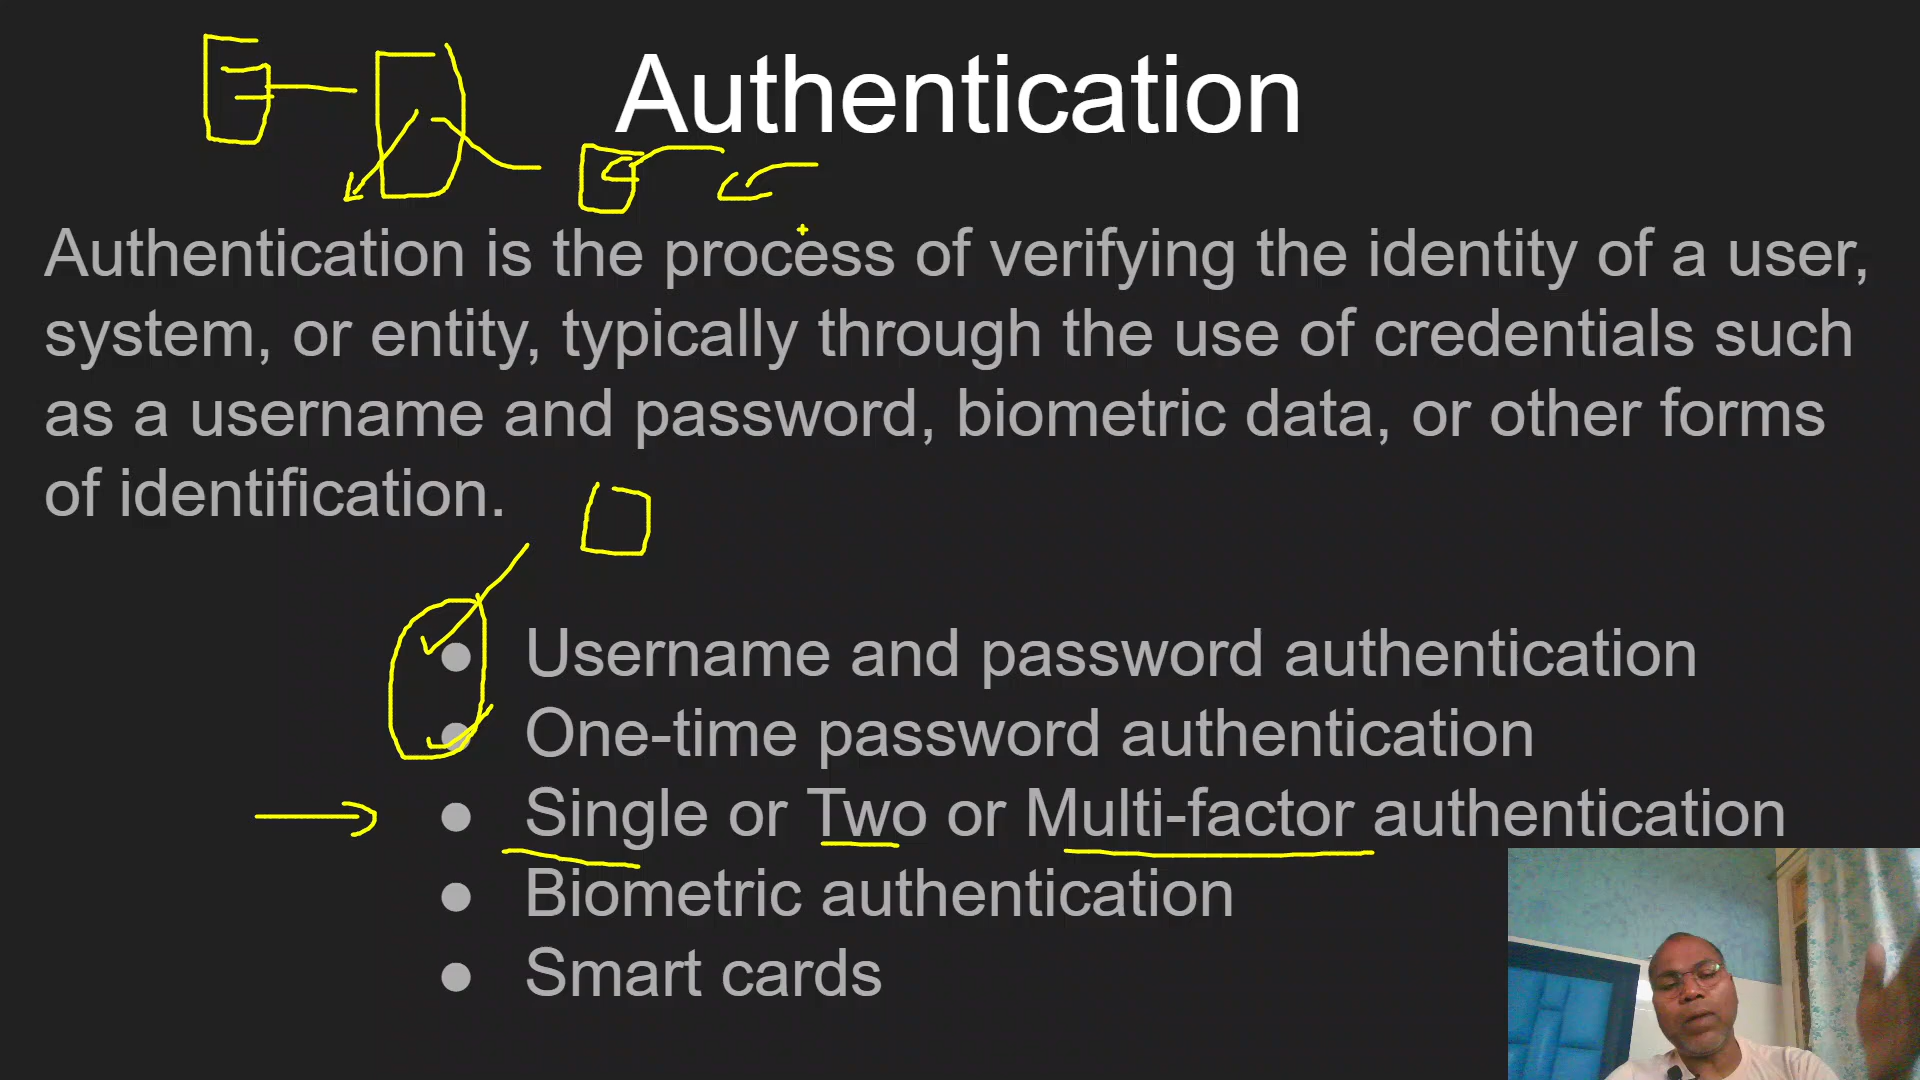 Authentication
Authentication is the process of verifying the identity of a user,
system, or entity, typically through the use of credentials such
as a username and password, biometric data, or other forms
of identification.
● Username and password authentication
● One-time password authentication
● Single or Two or Multi-factor authentication
● Biometric authentication
● Smart cards